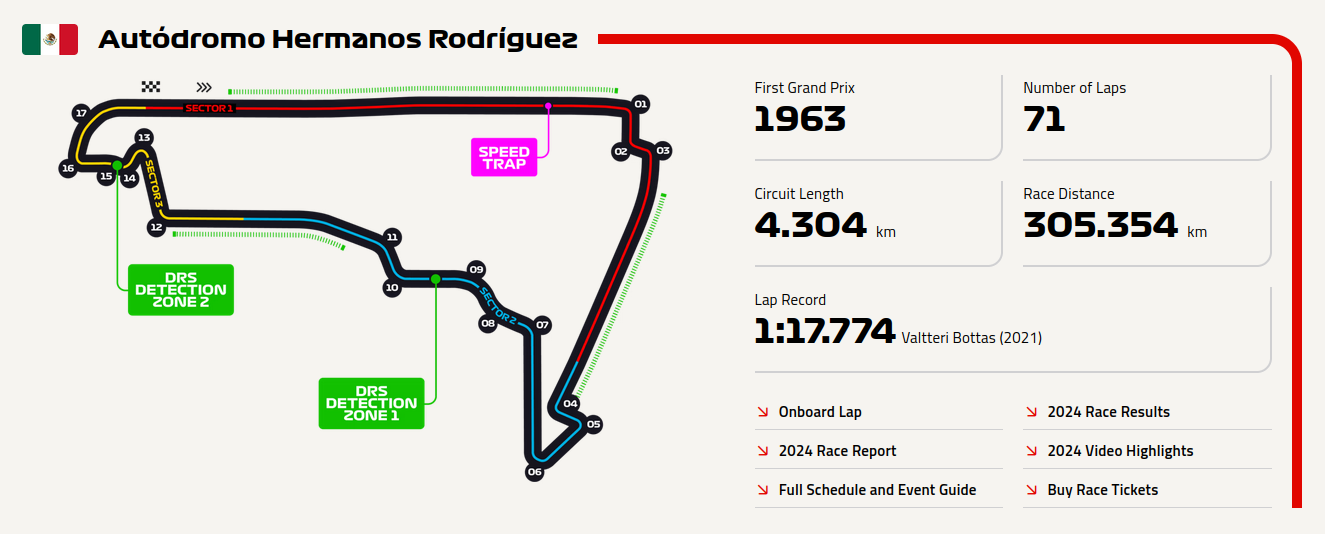 Autódromo Hermanos Rodríguez
SECTOR 1
01
02
03
SPEED
TRAP
17
16
15
14
13
SECTOR 3
12
11
10
09
SECTOR 2
08
07
04
05
06
DRS
DETECTION
ZONE 2
DRS
DETECTION
ZONE 1
First Grand Prix
1963
Number of Laps
71
Circuit Length
4.304 km
Race Distance
305.354 km
Lap Record
1:17.774 Valtteri Bottas (2021)
Onboard Lap
2024 Race Results
2024 Race Report
2024 Video Highlights
Full Schedule and Event Guide
Buy Race Tickets